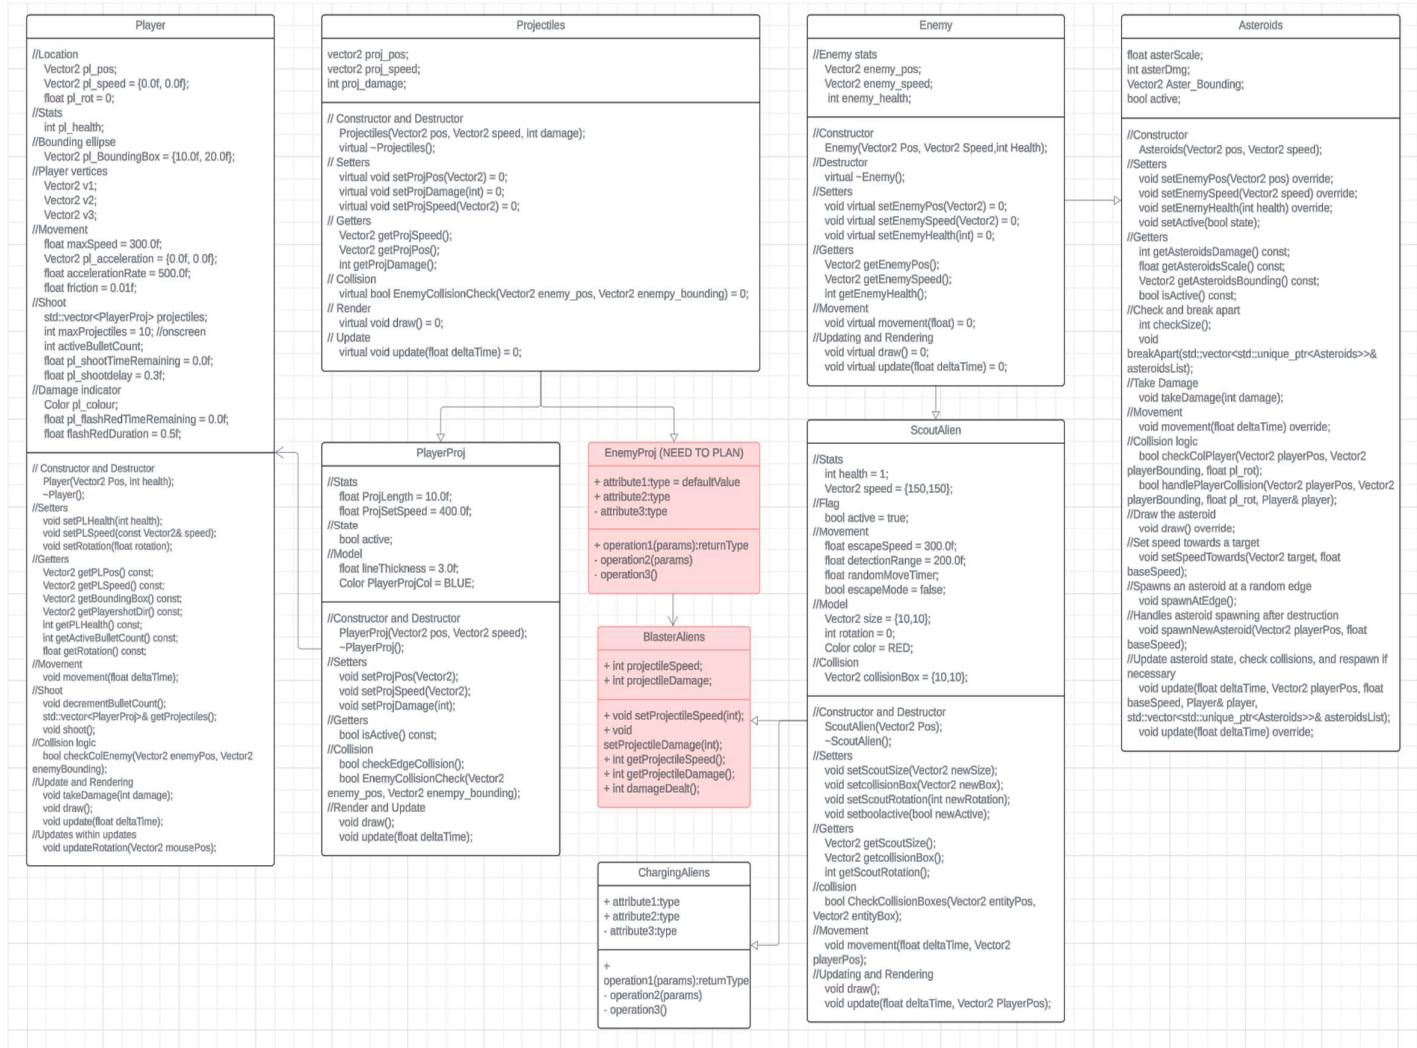 Player
//Location
Vector2 pl_pos;
Vector2 pl_speed = {0.0f, 0.0f};
float pl_rot = 0;
//Stats
int pl_health;
//Bounding ellipse
Vector2 pl_BoundingBox = {10.0f, 20.0f};
//Player vertices
Vector2 v1;
Vector2 v2;
Vector2 v3;
//Movement
float maxSpeed = 300.0f;
Vector2 pl_acceleration = {0.0f, 0.0f};
float accelerationRate = 500.0f;
float friction = 0.01f;
//Shoot
std::vector<PlayerProj> projectiles;
int maxProjectiles = 10; //onscreen
int activeBulletCount;
float pl_shootTimeRemaining = 0.0f;
float pl_shootdelay = 0.3f;
//Damage indicator
Color pl_colour;
float pl_flashRedTimeRemaining = 0.0f;
float flashRedDuration = 0.5f;
// Constructor and Destructor
Player(Vector2 Pos, int health);
~Player();
//Setters
void setPLHealth(int health);
void setPLSpeed(const Vector2& speed);
void setRotation(float rotation);
//Getters
Vector2 getPLPos() const;
Vector2 getPLSpeed() const;
Vector2 getBoundingBox() const;
Vector2 getPlayershotDir() const;
int getPLHealth() const;
int getActiveBulletCount() const;
float getRotation() const;
//Movement
void movement(float deltaTime);
//Shoot
void decrementBulletCount();
std::vector<PlayerProj>& getProjectiles();
void shoot();
//Collision logic
bool checkColEnemy(Vector2 enemyPos, Vector2
enemyBounding);
//Update and Rendering
void takeDamage(int damage);
void draw();
void update(float deltaTime);
//Updates within updates
void updateRotation(Vector2 mousePos);
Projectiles
vector2 proj_pos;
vector2 proj_speed;
int proj_damage;
// Constructor and Destructor
Projectiles(Vector2 pos, Vector2 speed, int damage);
virtual ~Projectiles();
// Setters
virtual void setProjPos(Vector2) = 0;
virtual void setProjDamage(int) = 0;
virtual void setProjSpeed(Vector2) = 0;
// Getters
Vector2 getProjSpeed();
Vector2 getProjPos();
int getProjDamage();
// Collision
virtual bool EnemyCollisionCheck(Vector2 enemy_pos, Vector2 enempy_bounding) = 0;
// Render
virtual void draw() = 0;
// Update
virtual void update(float deltaTime) = 0;
PlayerProj
//Stats
float ProjLength = 10.0f;
float ProjSetSpeed = 400.0f;
//State
bool active;
//Model
float lineThickness = 3.0f;
Color PlayerProjCol = BLUE;
//Constructor and Destructor
PlayerProj(Vector2 pos, Vector2 speed);
~PlayerProj();
//Setters
void setProjPos(Vector2);
void setProjSpeed(Vector2);
void setProjDamage(int);
//Getters
bool isActive() const;
//Collision
bool checkEdgeCollision();
bool EnemyCollisionCheck(Vector2
enemy_pos, Vector2 enempy_bounding);
//Render and Update
void draw();
void update(float deltaTime);
EnemyProj (NEED TO PLAN)
+ attribute1:type = defaultValue
+ attribute2:type
- attribute3:type
+ operation1(params):returnType
- operation2(params)
- operation3()
BlasterAliens
+ int projectileSpeed;
+ int projectileDamage;
+ void setProjectileSpeed(int);
+ void
setProjectileDamage(int);
+ int getProjectileSpeed();
+ int getProjectileDamage();
+ int damageDealt();
ChargingAliens
+ attribute1:type
+ attribute2:type
- attribute3:type
+
operation1(params):returnType
- operation2(params)
- operation3()
Enemy
//Enemy stats
Vector2 enemy_pos;
Vector2 enemy_speed;
int enemy_health;
//Constructor
Enemy(Vector2 Pos, Vector2 Speed,int Health);
//Destructor
virtual ~Enemy();
//Setters
void virtual setEnemyPos(Vector2) = 0;
void virtual setEnemySpeed(Vector2) = 0;
void virtual setEnemyHealth(int) = 0;
//Getters
Vector2 getEnemyPos();
Vector2 getEnemySpeed();
int getEnemyHealth();
//Movement
void virtual movement(float) = 0;
//Updating and Rendering
void virtual draw() = 0;
void virtual update(float deltaTime) = 0;
ScoutAlien
//Stats
int health = 1;
Vector2 speed = {150,150};
//Flag
bool active = true;
//Movement
float escapeSpeed = 300.0f;
float detectionRange = 200.0f;
float randomMoveTimer;
bool escapeMode = false;
//Model
Vector2 size = {10,10};
int rotation = 0;
Color color = RED;
//Collision
Vector2 collisionBox = {10,10};
//Constructor and Destructor
ScoutAlien(Vector2 Pos);
~ScoutAlien();
//Setters
void setScoutSize(Vector2 newSize);
void setcollisionBox(Vector2 newBox);
void setScoutRotation(int newRotation);
void setboolactive(bool newActive);
//Getters
Vector2 getScoutSize();
Vector2 getcollisionBox();
int getScoutRotation();
//collision
bool CheckCollisionBoxes(Vector2 entityPos,
Vector2 entityBox);
//Movement
void movement(float deltaTime, Vector2
playerPos);
//Updating and Rendering
void draw();
void update(float deltaTime, Vector2 PlayerPos);
Asteroids
float asterScale;
int asterDmg;
Vector2 Aster_Bounding;
bool active;
//Constructor
Asteroids(Vector2 pos, Vector2 speed);
//Setters
void setEnemyPos(Vector2 pos) override;
void setEnemySpeed(Vector2 speed) override;
void setEnemyHealth(int health) override;
void setActive(bool state);
//Getters
int getAsteroidsDamage() const;
float getAsteroidsScale() const;
Vector2 getAsteroidsBounding() const;
bool isActive() const;
//Check and break apart
int checkSize();
void
breakApart(std::vector<std::unique_ptr<Asteroids>>&
asteroidsList);
//Take Damage
void takeDamage(int damage);
//Movement
void movement(float deltaTime) override;
//Collision logic
bool checkColPlayer(Vector2 playerPos, Vector2
playerBounding, float pl_rot);
bool handlePlayerCollision(Vector2 playerPos, Vector2
playerBounding, float pl_rot, Player& player);
//Draw the asteroid
void draw() override;
//Set speed towards a target
void setSpeedTowards(Vector2 target, float
baseSpeed);
//Spawns an asteroid at a random edge
void spawnAtEdge();
//Handles asteroid spawning after destruction
void spawnNewAsteroid(Vector2 playerPos, float
baseSpeed);
//Update asteroid state, check collisions, and respawn if
necessary
void update(float deltaTime, Vector2 playerPos, float
baseSpeed, Player& player,
std::vector<std::unique_ptr<Asteroids>>& asteroidsList);
void update(float deltaTime) override;